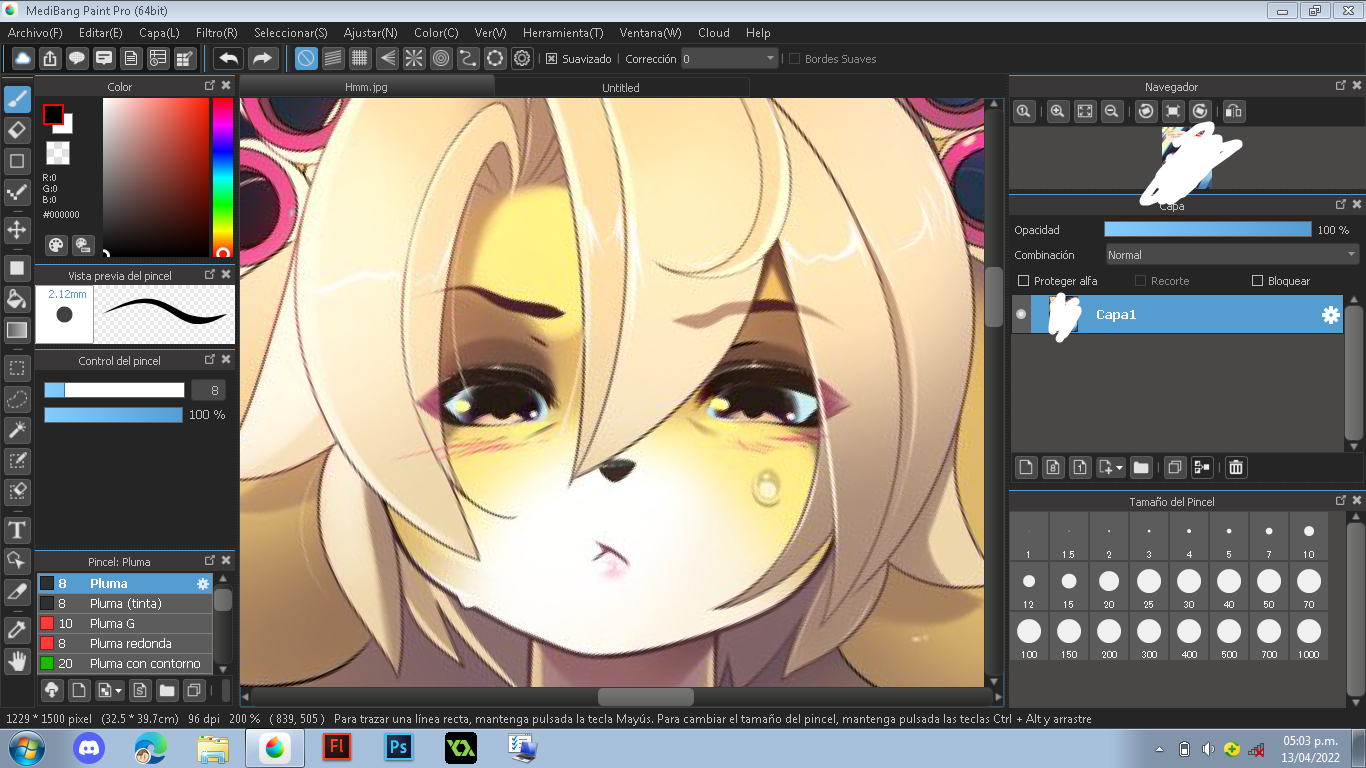 MediBang Paint Pro (64bit)
Archivo(F) Editar(E) Capa(L) Filtro(R) Seleccionar(S) Ajustar(N) Color(C) Ver(V) Herramienta(T) Ventana(W) Cloud Help
Suavizado Corrección 0 Bordes Suaves
Color
Hmm.jpg Untitled
R:0
G:0
B:0
#000000
Vista previa del pincel
2.12mm
Control del pincel
8
100 %
Pincel: Pluma
8 Pluma
8 Pluma (tinta)
10 Pluma G
8 Pluma redonda
20 Pluma con contorno
Navegador
Capa
Opacidad 100 %
Combinación Normal
Proteger alfa Recorte Bloquear
Capa1
Tamaño del Pincel
1 1.5 2 3 4 5 7 10
12 15 20 25 30 40 50 70
100 150 200 300 400 500 700 1000
1229 * 1500 pixel (32.5 * 39.7cm) 96 dpi 200 % ( 839, 505 ) Para trazar una línea recta, mantenga pulsada la tecla Mayús. Para cambiar el tamaño del pincel, mantenga pulsada las teclas Ctrl + Alt y arrastre
Fl Ps
05:03 p.m.
13/04/2022